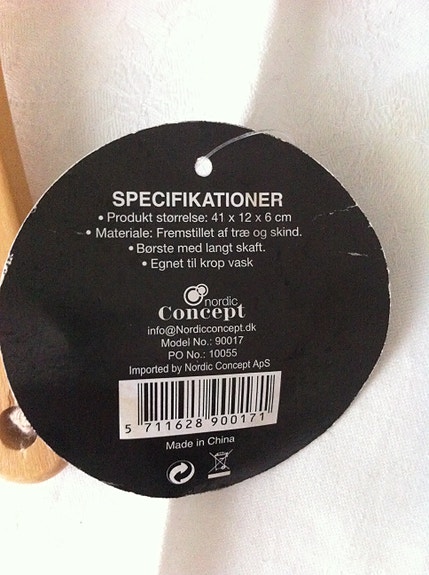 SPECIFIKATIONER
• Produkt størrelse: 41 x 12 x 6 cm
• Materiale: Fremstillet af træ og skind.
• Børste med langt skaft.
• Egnet til krop vask
nordic
Concept
info@Nordicconcept.dk
Model No.: 90017
PO No.: 10055
Imported by Nordic Concept ApS
5 711628 900171
Made in China